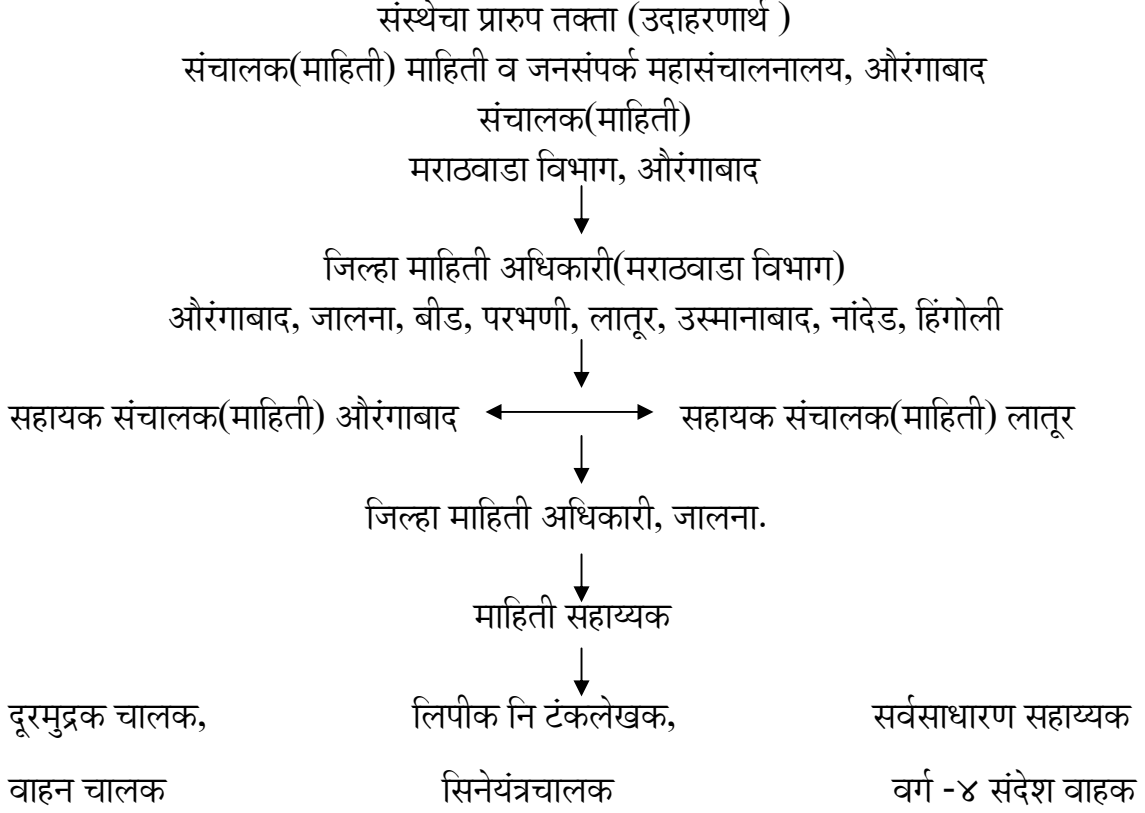 संस्थेचा प्रारुप तक्ता (उदाहरणार्थ )
संचालक(माहिती) माहिती व जनसंपर्क महासंचालनालय, औरंगाबाद
संचालक(माहिती)
मराठवाडा विभाग, औरंगाबाद
जिल्हा माहिती अधिकारी(मराठवाडा विभाग)
औरंगाबाद, जालना, बीड, परभणी, लातूर, उस्मानाबाद, नांदेड, हिंगोली
सहायक संचालक(माहिती) औरंगाबाद सहायक संचालक(माहिती) लातूर
जिल्हा माहिती अधिकारी, जालना.
माहिती सहाय्यक
दूरमुद्रक चालक, लिपीक नि टंकलेखक, सर्वसाधारण सहाय्यक
वाहन चालक सिनेयंत्रचालक वर्ग -४ संदेश वाहक